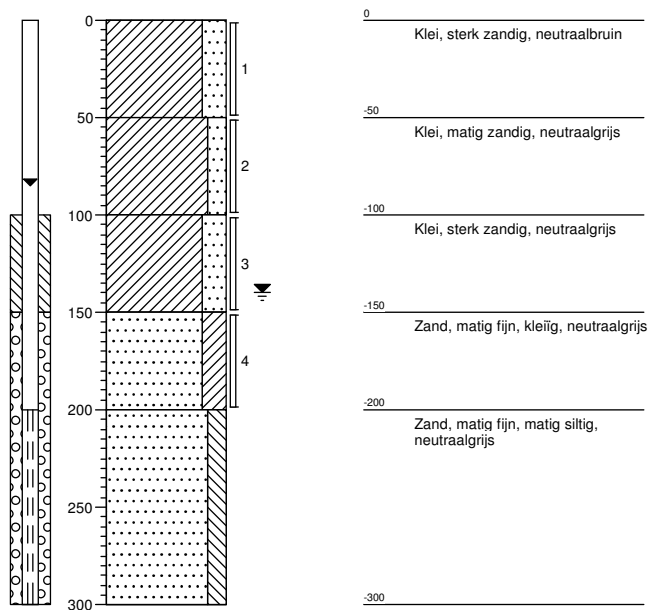 0
50
100
150
200
250
300
1
2
3
4
0
Klei, sterk zandig, neutraalbruin
-50
Klei, matig zandig, neutraalgrijs
-100
Klei, sterk zandig, neutraalgrijs
-150
Zand, matig fijn, kleiïg, neutraalgrijs
-200
Zand, matig fijn, matig siltig,
neutraalgrijs
-300